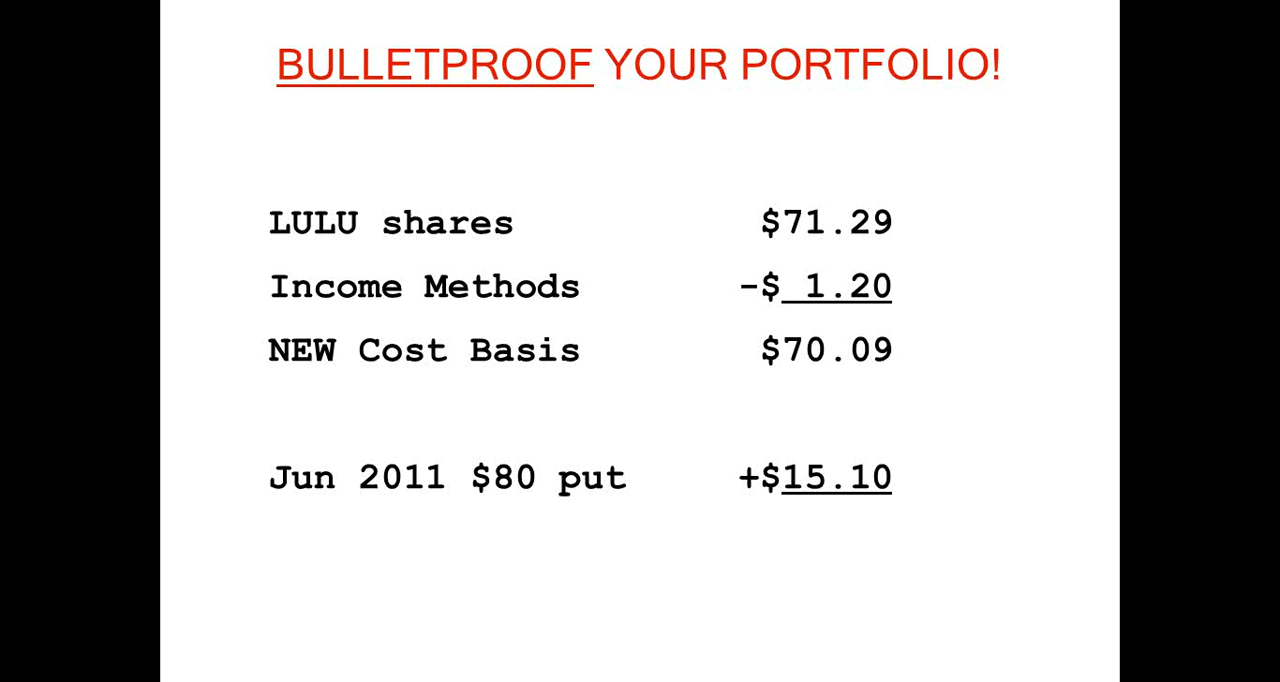 BULLETPROOF YOUR PORTFOLIO!
LULU shares $71.29
Income Methods -$ 1.20
NEW Cost Basis $70.09
Jun 2011 $80 put +$15.10